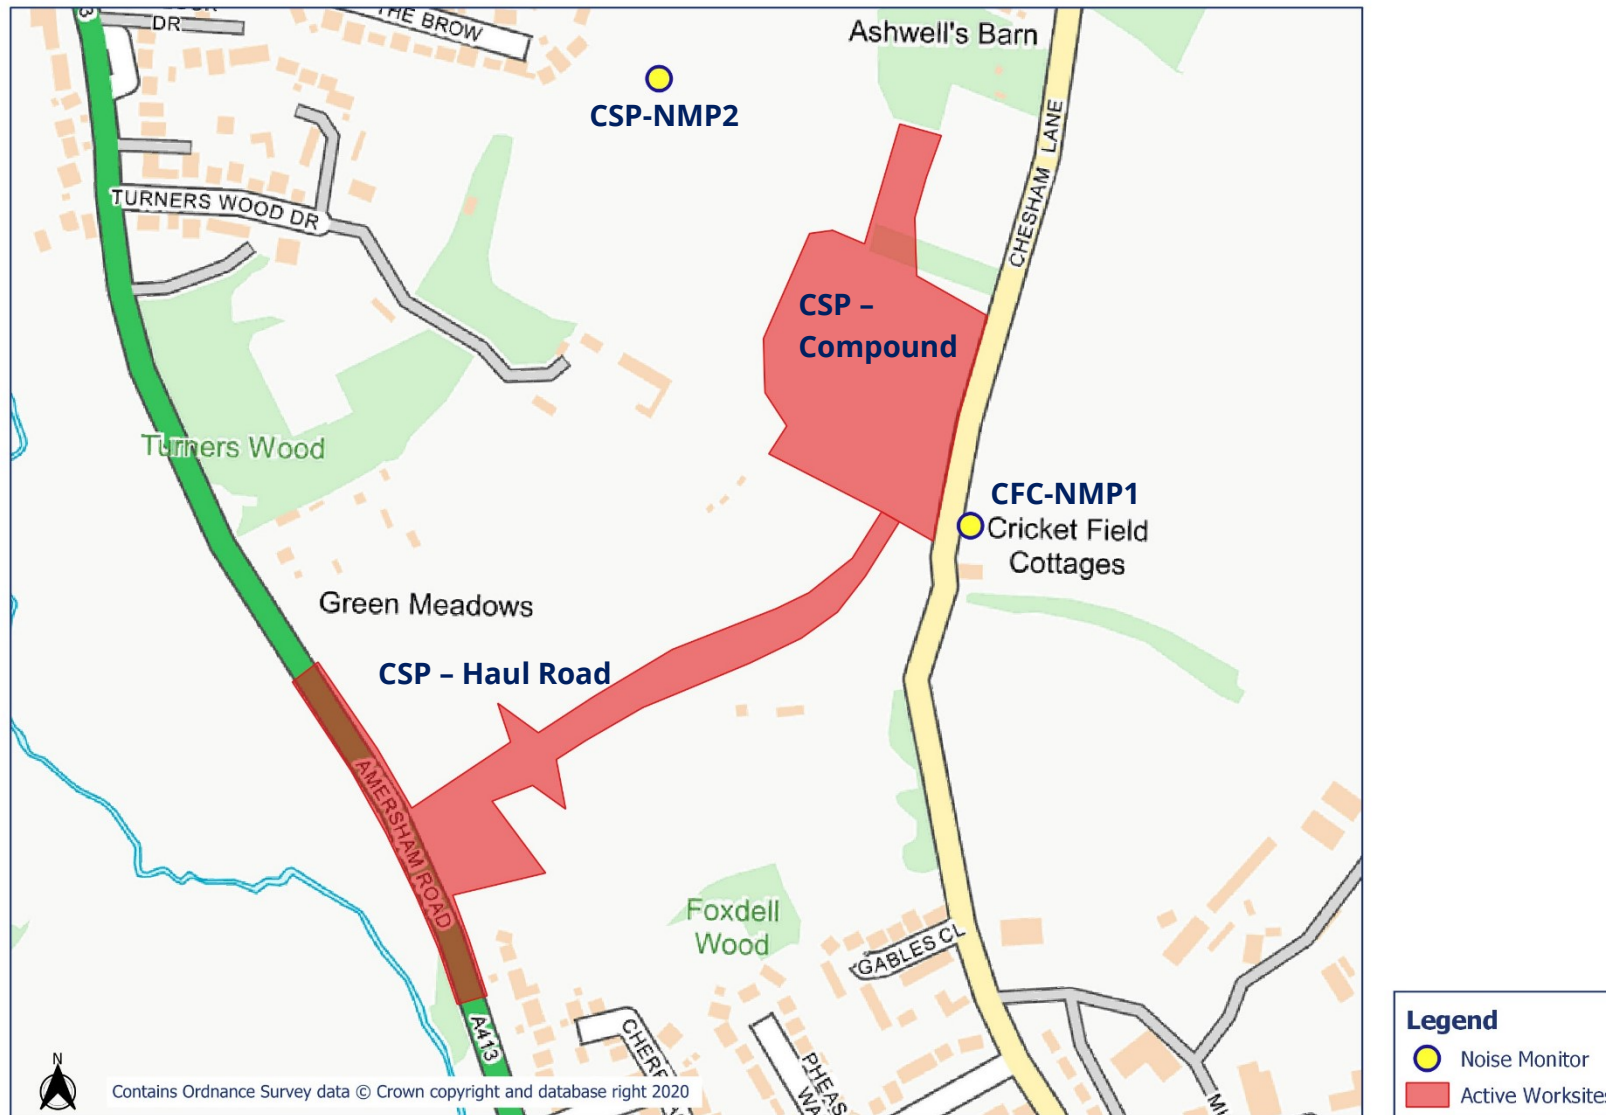 DR
THE BROW
Ashwell's Barn
CSP-NMP2
CHESHAM LANE
TURNERS WOOD DR
CSP –
Compound
Turners Wood
CFC-NMP1
Cricket Field
Cottages
Green Meadows
CSP – Haul Road
AMERSHAM ROAD
Foxdell
Wood
GABLES CL
A413
N
Contains Ordnance Survey data © Crown copyright and database right 2020
Legend
Noise Monitor
Active Worksites